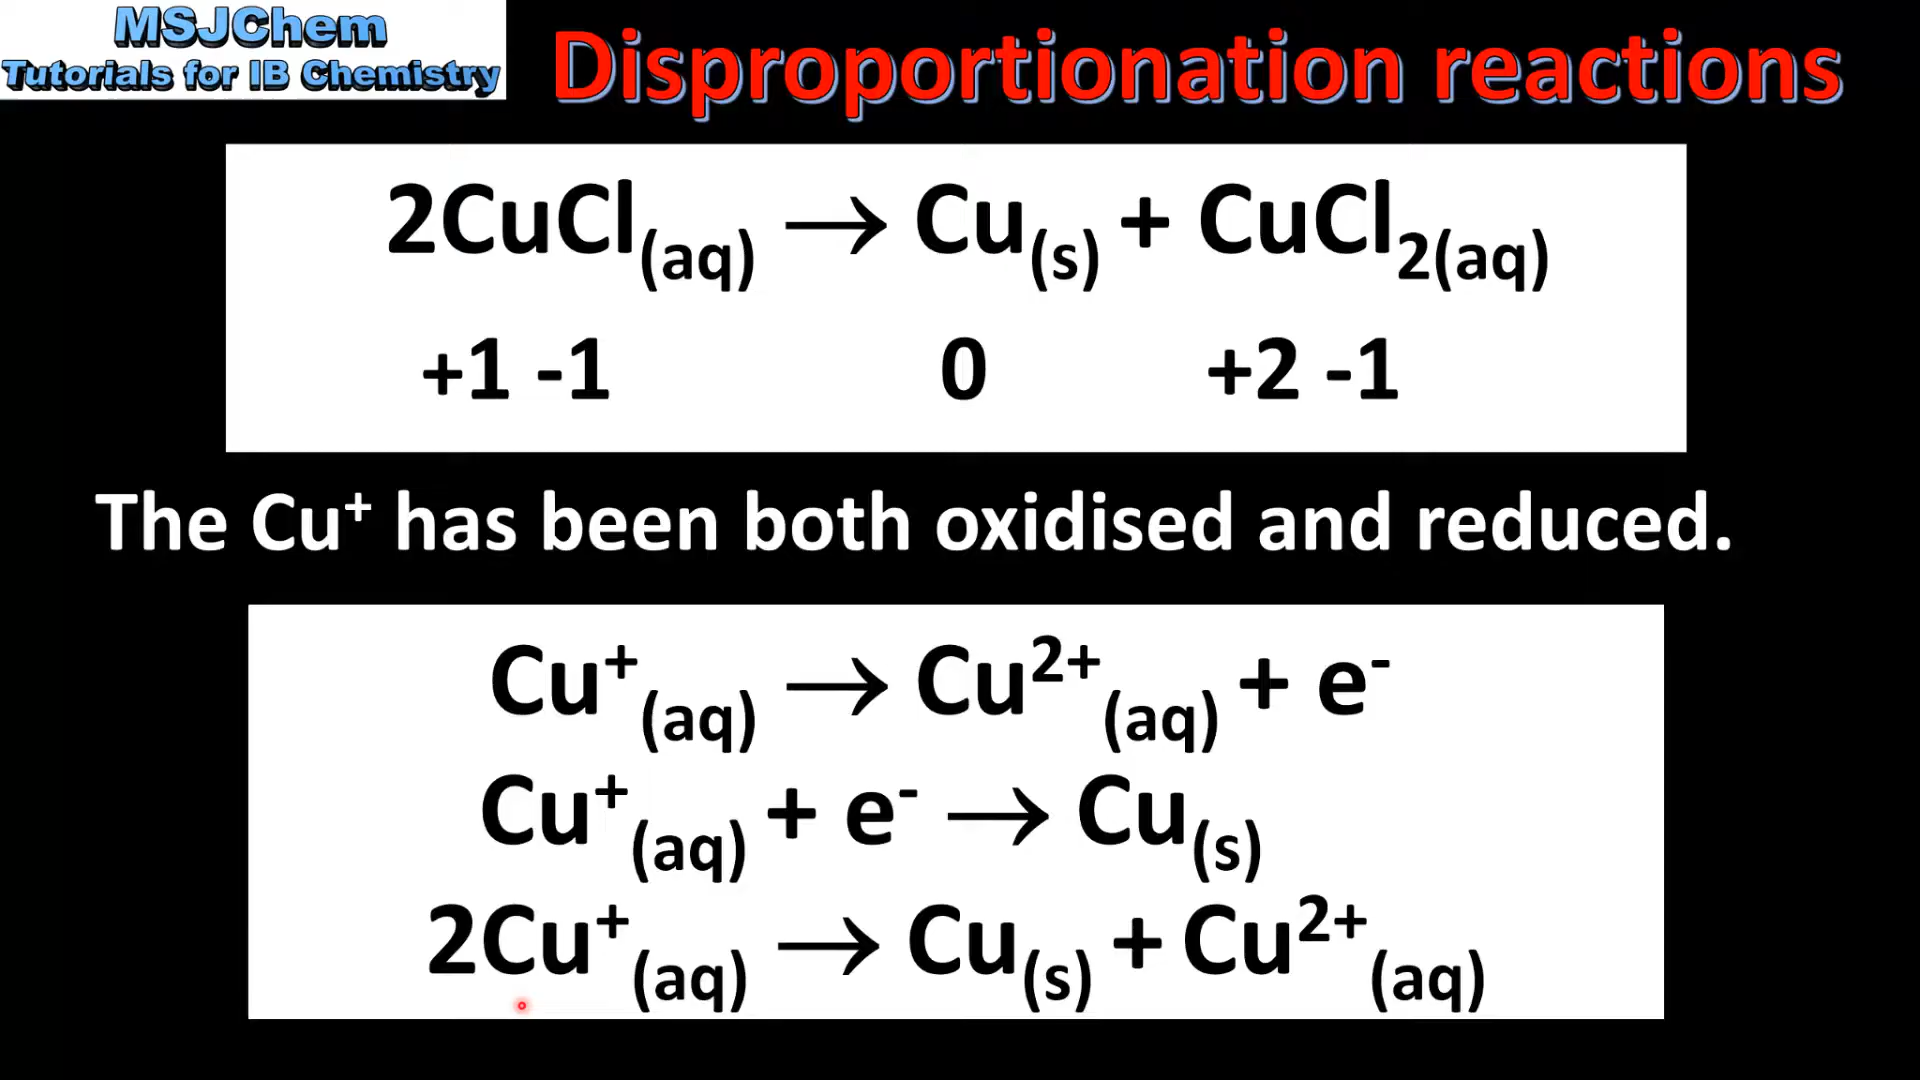 MSJChem
Tutorials for IB Chemistry
Disproportionation reactions
2CuCl(aq) → Cu(s) + CuCl2(aq)
+1 -1 0 +2 -1
The Cu⁺ has been both oxidised and reduced.
Cu⁺(aq) → Cu²⁺(aq) + e⁻
Cu⁺(aq) + e⁻ → Cu(s)
2Cu⁺(aq) → Cu(s) + Cu²⁺(aq)